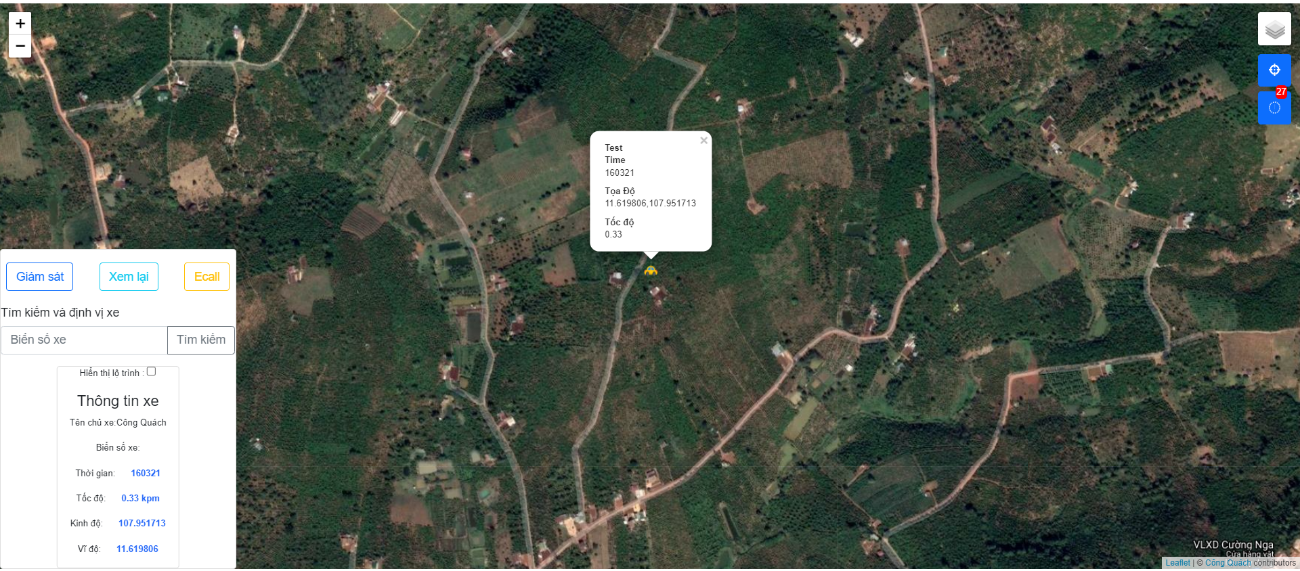 +
−
27
×
Test
Time
160321
Tọa Độ
11.619806,107.951713
Tốc độ
0.33
Giám sát
Xem lại
Ecall
Tìm kiếm và định vị xe
Biển số xe
Tìm kiếm
Hiển thị lộ trình :
Thông tin xe
Tên chủ xe:Công Quách
Biển số xe:
Thời gian: 160321
Tốc độ: 0.33 kpm
Kinh độ: 107.951713
Vĩ độ: 11.619806
VLXD Cường Nga
Cửa hàng vật
Leaflet | © Công Quách contributors